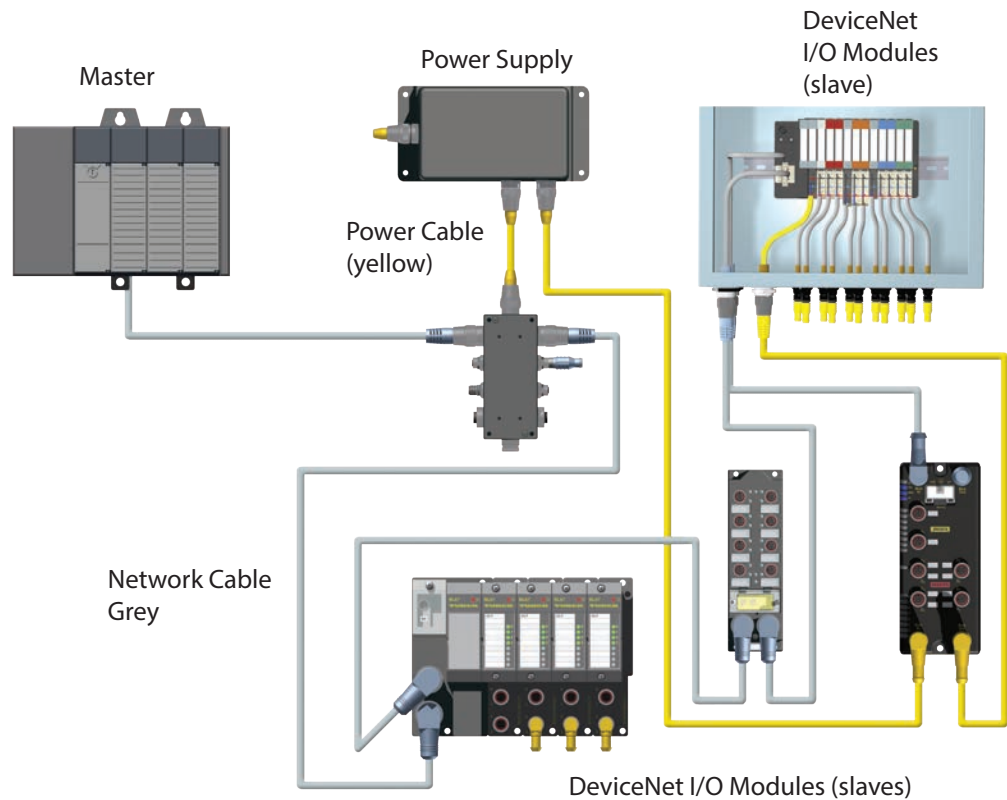 DeviceNet
I/O Modules
(slave)
Power Supply
Master
Power Cable
(yellow)
Network Cable
Grey
DeviceNet I/O Modules (slaves)